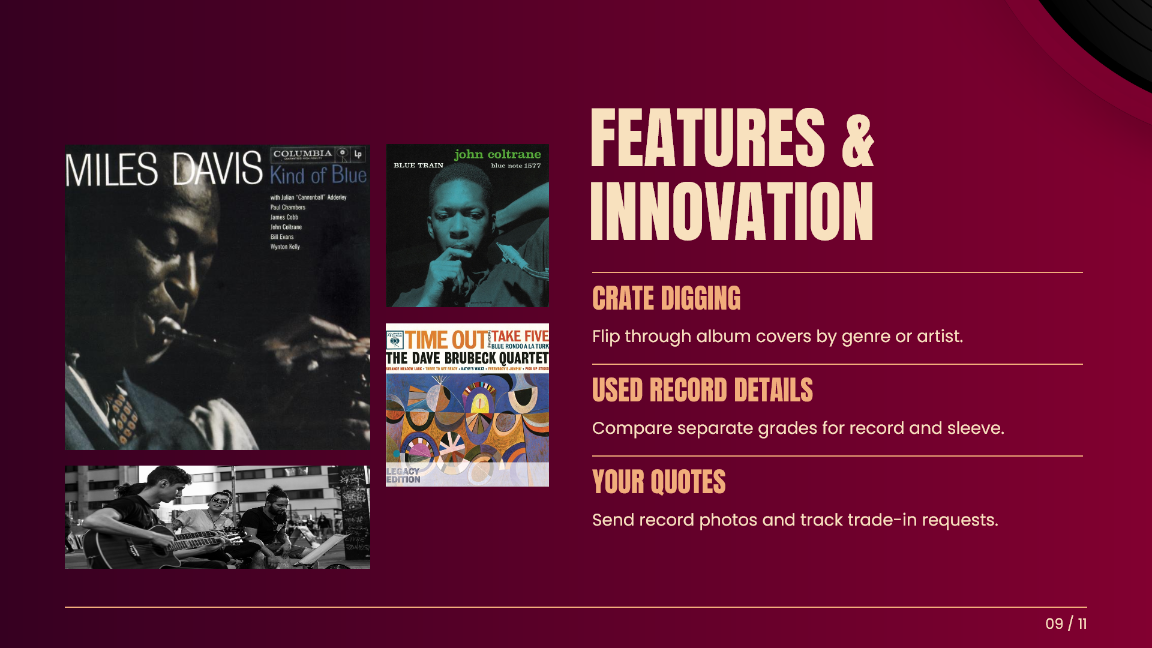 MILES DAVIS
COLUMBIA
Lp
Kind of Blue
with Julian "Cannonball" Adderley
Paul Chambers
James Cobb
John Coltrane
Bill Evans
Wynton Kelly
john coltrane
BLUE TRAIN
blue note 1577
TIME OUT
TAKE FIVE
BLUE RONDO A LA TURK
THE DAVE BRUBECK QUARTET
LEGACY
EDITION
FEATURES &
INNOVATION
CRATE DIGGING
Flip through album covers by genre or artist.
USED RECORD DETAILS
Compare separate grades for record and sleeve.
YOUR QUOTES
Send record photos and track trade-in requests.
09 / 11